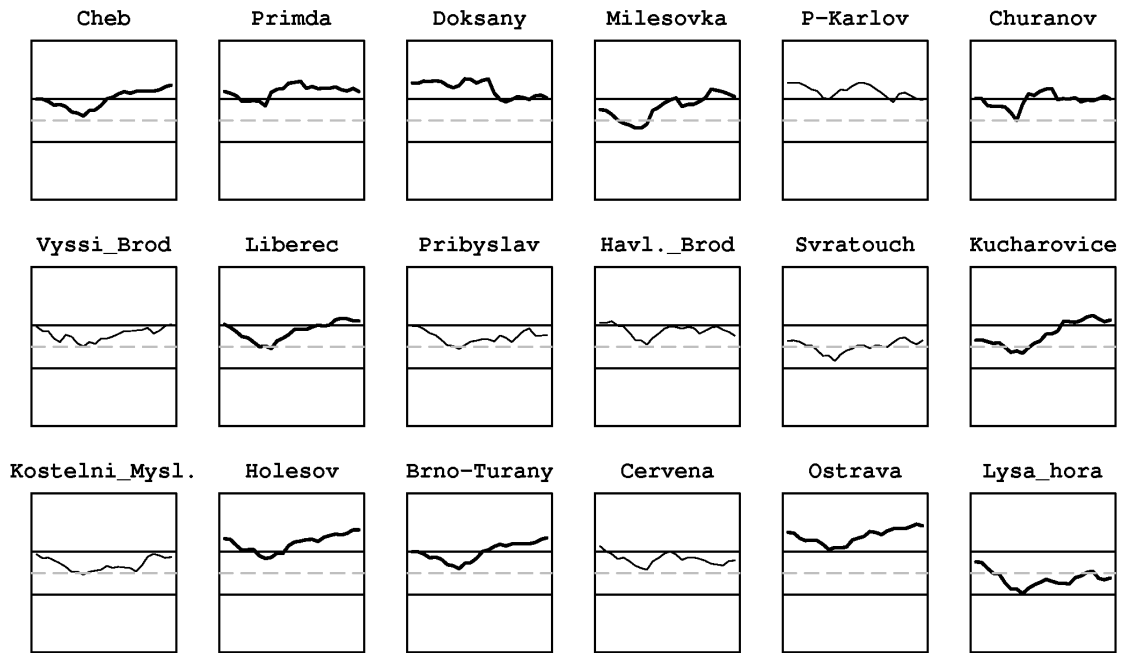 Cheb Primda Doksany Milesovka P-Karlov Churanov
Vyssi_Brod Liberec Pribyslav Havl._Brod Svratouch Kucharovice
Kostelni_Mysl. Holesov Brno-Turany Cervena Ostrava Lysa_hora